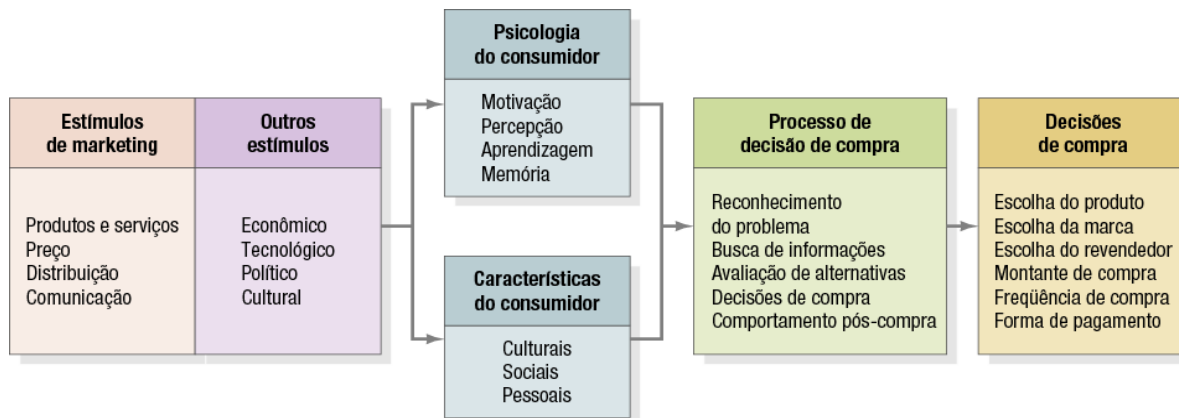 Estímulos
de marketing
Produtos e serviços
Preço
Distribuição
Comunicação
Outros
estímulos
Econômico
Tecnológico
Político
Cultural
Psicologia
do consumidor
Motivação
Percepção
Aprendizagem
Memória
Características
do consumidor
Culturais
Sociais
Pessoais
Processo de
decisão de compra
Reconhecimento
do problema
Busca de informações
Avaliação de alternativas
Decisões de compra
Comportamento pós-compra
Decisões
de compra
Escolha do produto
Escolha da marca
Escolha do revendedor
Montante de compra
Freqüência de compra
Forma de pagamento